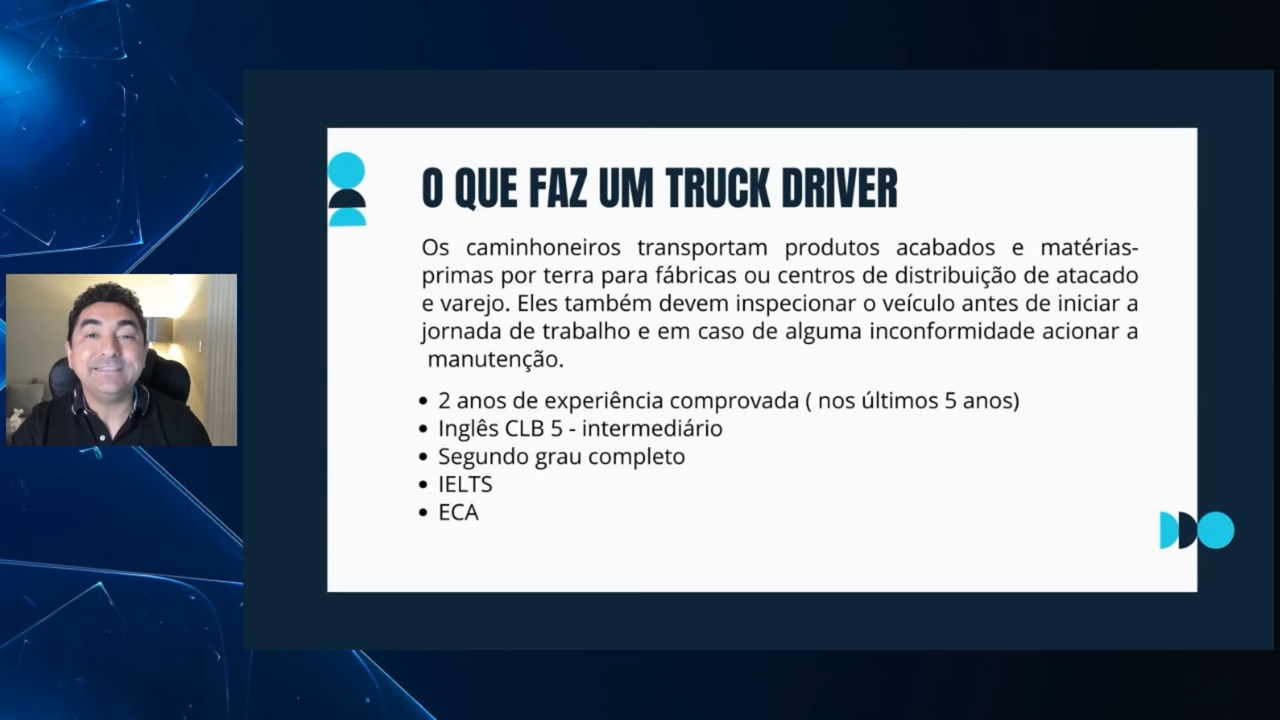 O QUE FAZ UM TRUCK DRIVER
Os caminhoneiros transportam produtos acabados e matérias-
primas por terra para fábricas ou centros de distribuição de atacado
e varejo. Eles também devem inspecionar o veículo antes de iniciar a
jornada de trabalho e em caso de alguma inconformidade acionar a
manutenção.
• 2 anos de experiência comprovada ( nos últimos 5 anos)
• Inglês CLB 5 - intermediário
• Segundo grau completo
• IELTS
• ECA